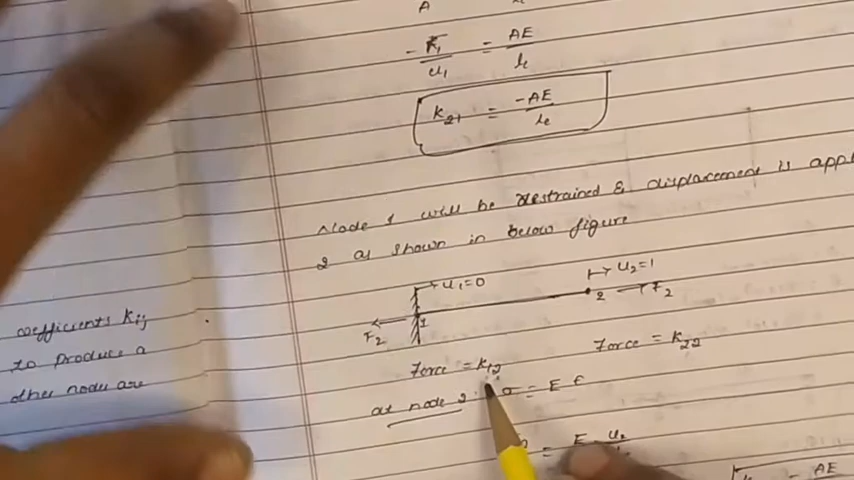 A
- k1/u1 = AE/le
k21 = -AE/le
Node 1 will be restrained & displacement is
2 as shown in below figure
u1=0
u2=1
1
2
F2
F2
Force = k12
Force = k22
at node 2 σ = E
coefficients kij
to produce a
other node are
= E u2
- AE